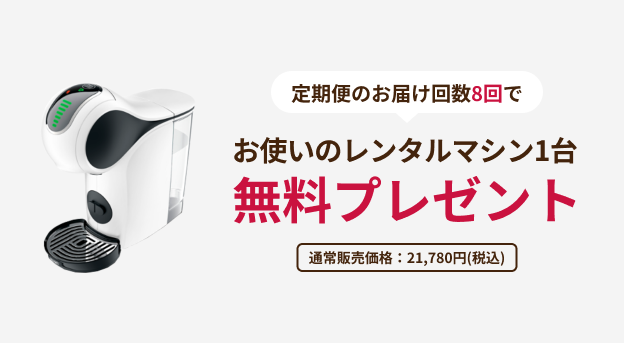 定期便のお届け回数8回で
お使いのレンタルマシン1台
無料プレゼント
通常販売価格：21,780円(税込)